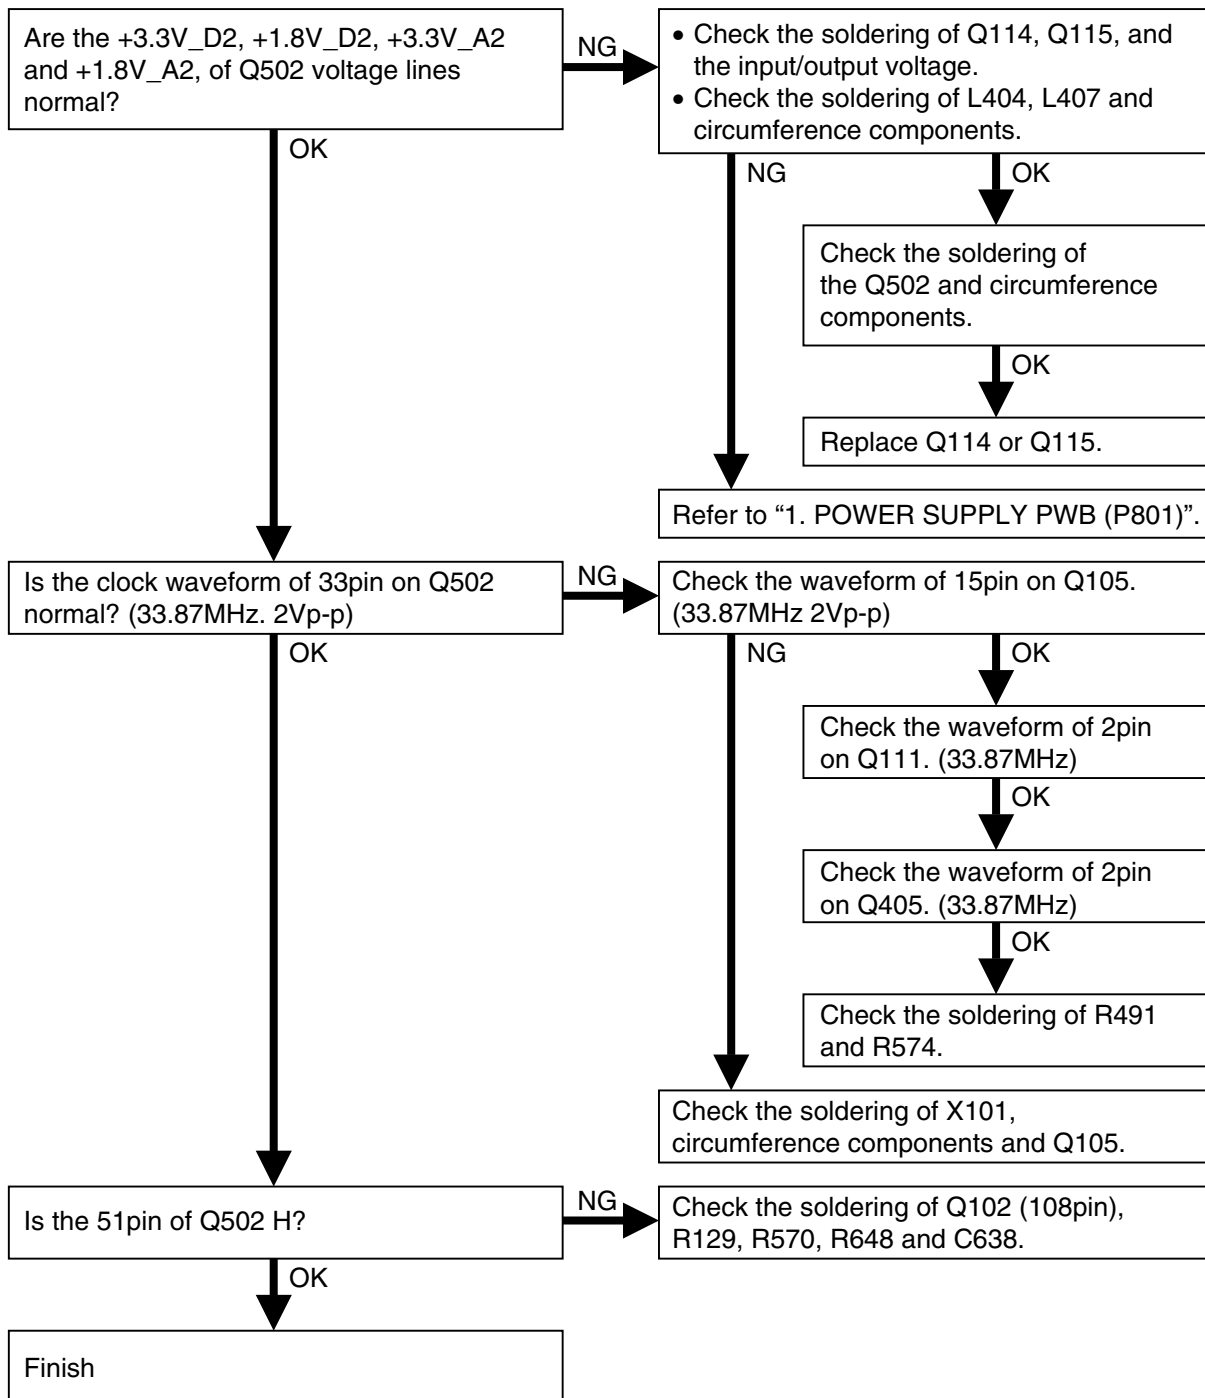 Are the +3.3V_D2, +1.8V_D2, +3.3V_A2
and +1.8V_A2, of Q502 voltage lines
normal?
NG
• Check the soldering of Q114, Q115, and
the input/output voltage.
• Check the soldering of L404, L407 and
circumference components.
OK
NG
OK
Check the soldering of
the Q502 and circumference
components.
OK
Replace Q114 or Q115.
Refer to “1. POWER SUPPLY PWB (P801)”.
Is the clock waveform of 33pin on Q502
normal? (33.87MHz. 2Vp-p)
NG
Check the waveform of 15pin on Q105.
(33.87MHz 2Vp-p)
OK
NG
OK
Check the waveform of 2pin
on Q111. (33.87MHz)
OK
Check the waveform of 2pin
on Q405. (33.87MHz)
OK
Check the soldering of R491
and R574.
Check the soldering of X101,
circumference components and Q105.
Is the 51pin of Q502 H?
NG
Check the soldering of Q102 (108pin),
R129, R570, R648 and C638.
OK
Finish